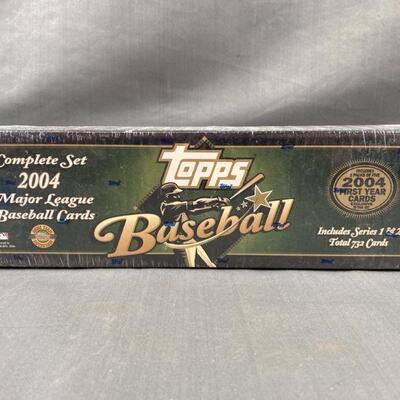 Complete Set
2004
Major League
Baseball Cards
Topps
Baseball
INCLUDES
2004
FIRST YEAR
CARDS
Includes Series 1 & 2
Total 732 Cards